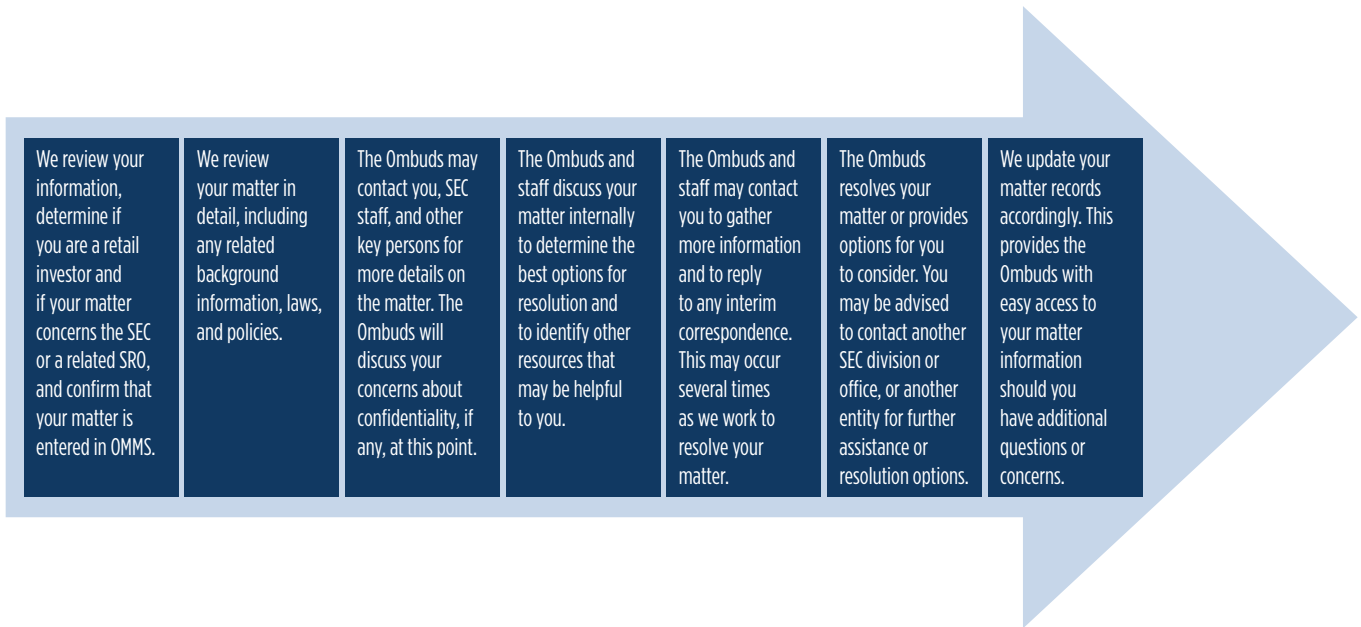 We review your
information,
determine if
you are a retail
investor and
if your matter
concerns the SEC
or a related SRO,
and confirm that
your matter is
entered in OMMS.
We review
your matter in
detail, including
any related
background
information, laws,
and policies.
The Ombuds may
contact you, SEC
staff, and other
key persons for
more details on
the matter. The
Ombuds will
discuss your
concerns about
confidentiality, if
any, at this point.
The Ombuds and
staff discuss your
matter internally
to determine the
best options for
resolution and
to identify other
resources that
may be helpful
to you.
The Ombuds and
staff may contact
you to gather
more information
and to reply
to any interim
correspondence.
This may occur
several times
as we work to
resolve your
matter.
The Ombuds
resolves your
matter or provides
options for you
to consider. You
may be advised
to contact another
SEC division or
office, or another
entity for further
assistance or
resolution options.
We update your
matter records
accordingly. This
provides the
Ombuds with
easy access to
your matter
information
should you
have additional
questions or
concerns.